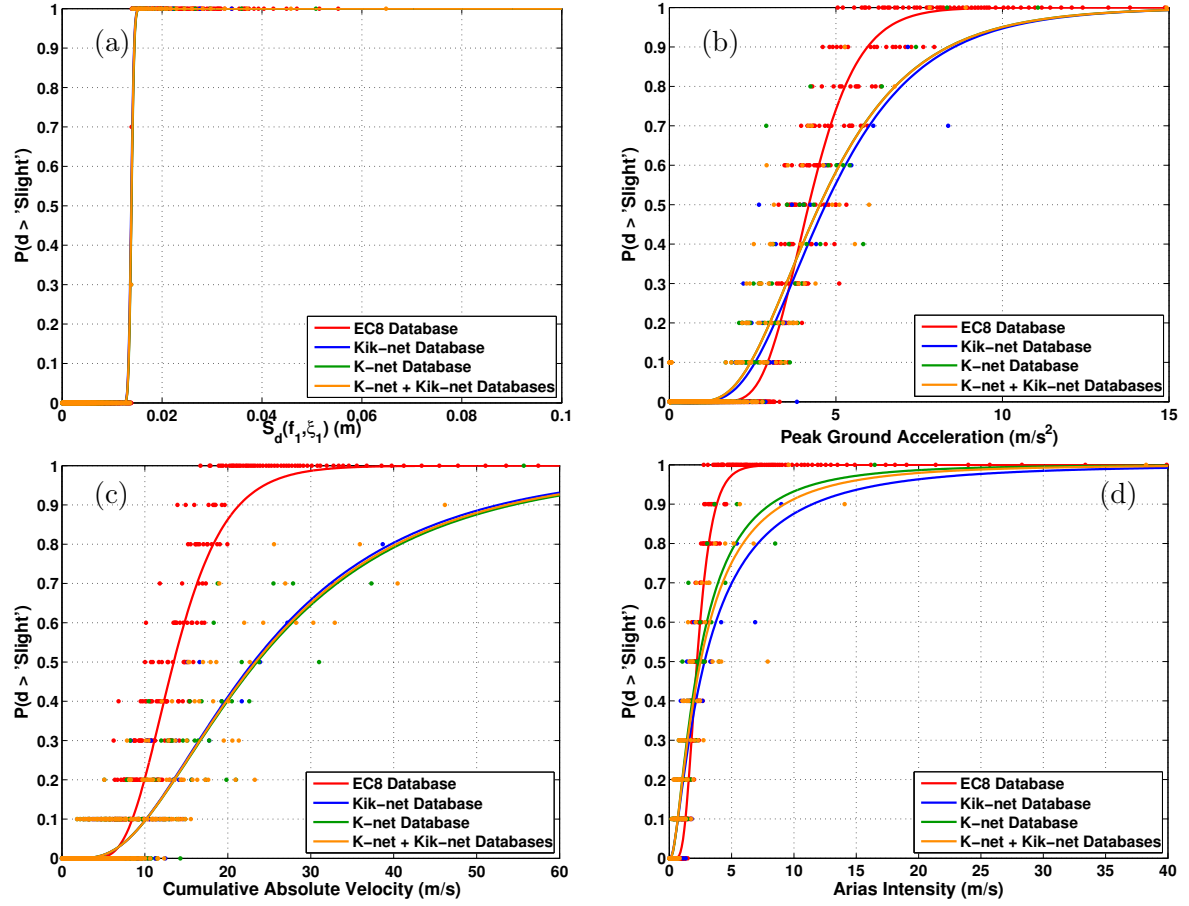 (a)
P(d > 'Slight')
1
0.9
0.8
0.7
0.6
0.5
0.4
0.3
0.2
0.1
0
EC8 Database
Kik−net Database
K−net Database
K−net + Kik−net Databases
0 0.02 0.04 0.06 0.08 0.1
S_d(f_1,ξ_1) (m)
(b)
P(d > 'Slight')
1
0.9
0.8
0.7
0.6
0.5
0.4
0.3
0.2
0.1
0
EC8 Database
Kik−net Database
K−net Database
K−net + Kik−net Databases
0 5 10 15
Peak Ground Acceleration (m/s²)
(c)
P(d > 'Slight')
1
0.9
0.8
0.7
0.6
0.5
0.4
0.3
0.2
0.1
0
EC8 Database
Kik−net Database
K−net Database
K−net + Kik−net Databases
0 10 20 30 40 50 60
Cumulative Absolute Velocity (m/s)
(d)
P(d > 'Slight')
1
0.9
0.8
0.7
0.6
0.5
0.4
0.3
0.2
0.1
0
EC8 Database
Kik−net Database
K−net Database
K−net + Kik−net Databases
0 5 10 15 20 25 30 35 40
Arias Intensity (m/s)